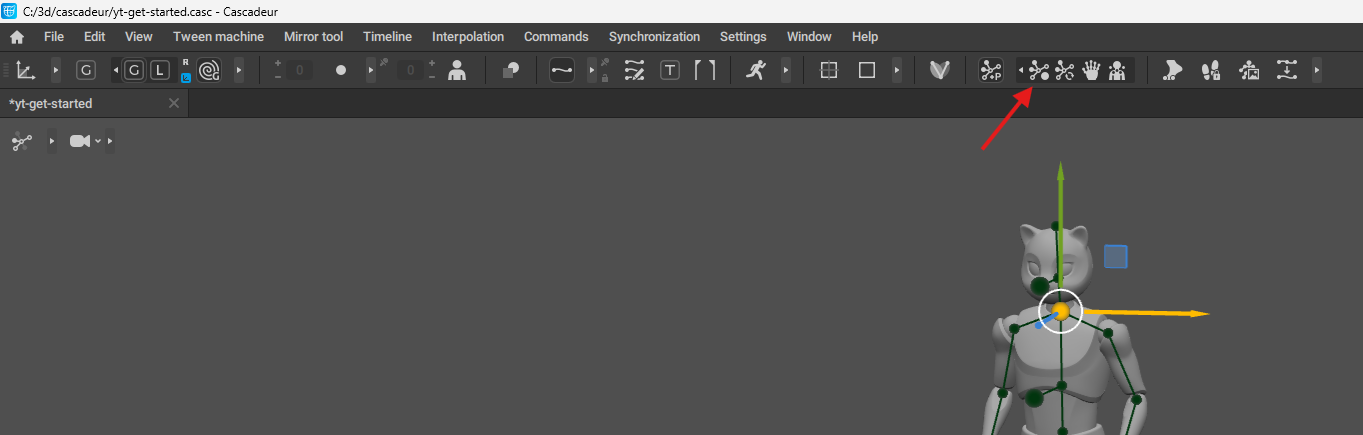 C:/3d/cascadeur/yt-get-started.casc - Cascadeur
File Edit View Tween machine Mirror tool Timeline Interpolation Commands Synchronization Settings Window Help
G G L R L G + - 0 0 + - T P
*yt-get-started